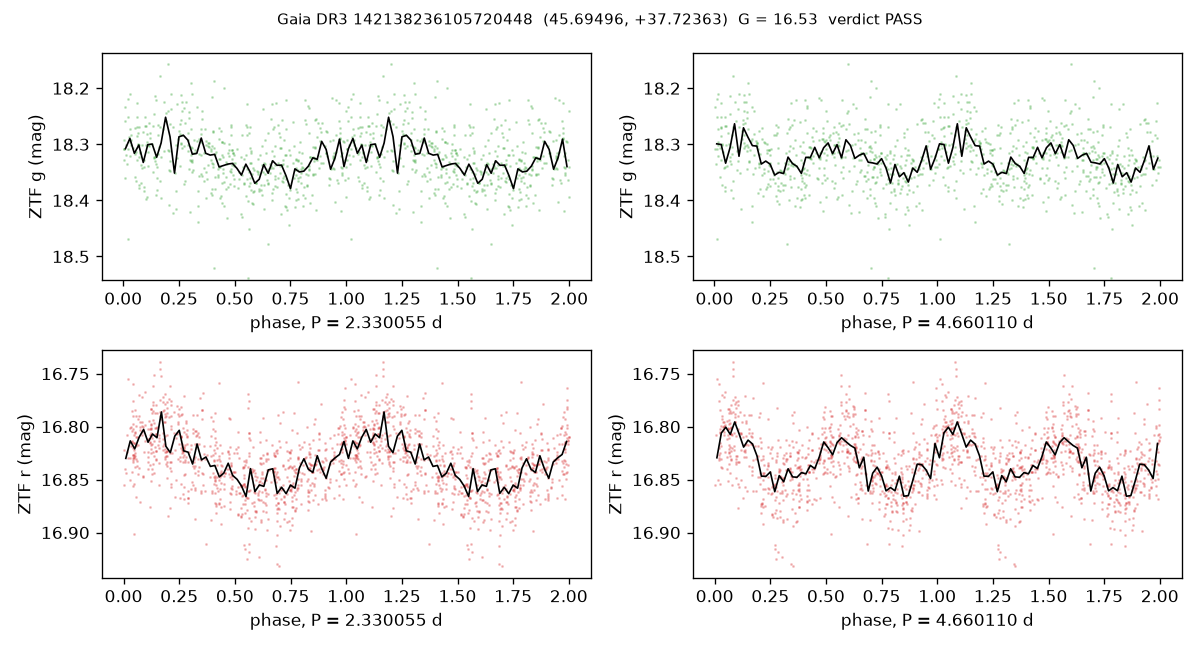 Gaia DR3 142138236105720448 (45.69496, +37.72363) G = 16.53 verdict PASS
ZTF g (mag)
18.2
18.3
18.4
18.5
0.00 0.25 0.50 0.75 1.00 1.25 1.50 1.75 2.00
phase, P = 2.330055 d
ZTF g (mag)
18.2
18.3
18.4
18.5
0.00 0.25 0.50 0.75 1.00 1.25 1.50 1.75 2.00
phase, P = 4.660110 d
ZTF r (mag)
16.75
16.80
16.85
16.90
0.00 0.25 0.50 0.75 1.00 1.25 1.50 1.75 2.00
phase, P = 2.330055 d
ZTF r (mag)
16.75
16.80
16.85
16.90
0.00 0.25 0.50 0.75 1.00 1.25 1.50 1.75 2.00
phase, P = 4.660110 d